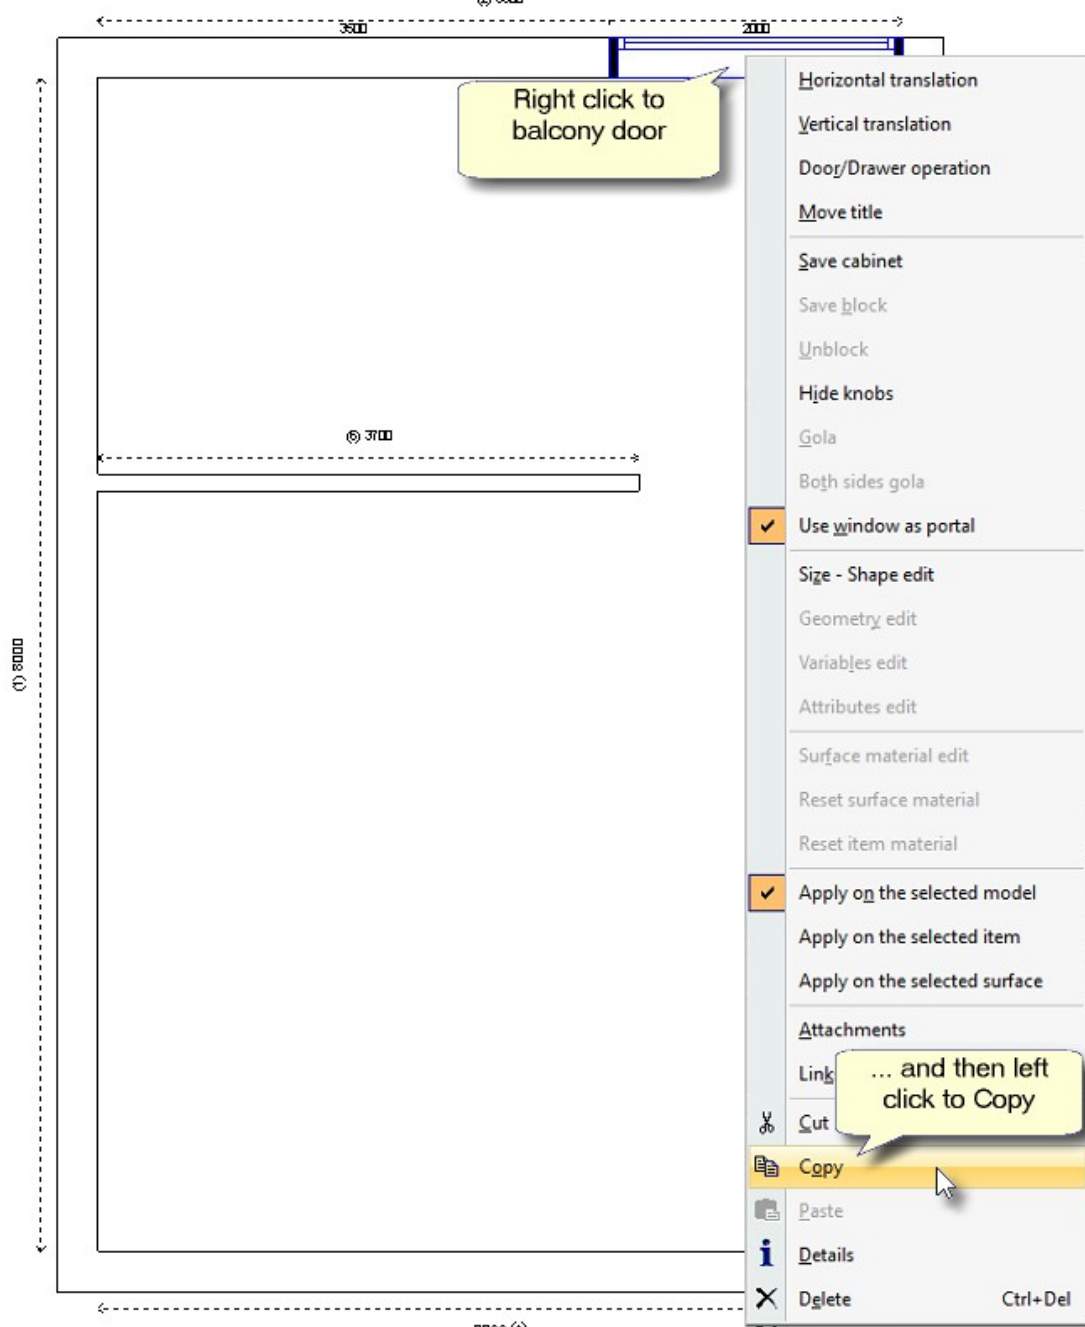 3500
2000
Right click to
balcony door
Horizontal translation
Vertical translation
Door/Drawer operation
Move title
Save cabinet
Save block
Unblock
Hide knobs
Gola
Both sides gola
Use window as portal
(6) 3700
Size - Shape edit
Geometry edit
Variables edit
Attributes edit
(1) 8000
Surface material edit
Reset surface material
Reset item material
Apply on the selected model
Apply on the selected item
Apply on the selected surface
Attachments
Link
... and then left
click to Copy
Cut
Copy
Paste
Details
Delete Ctrl+Del